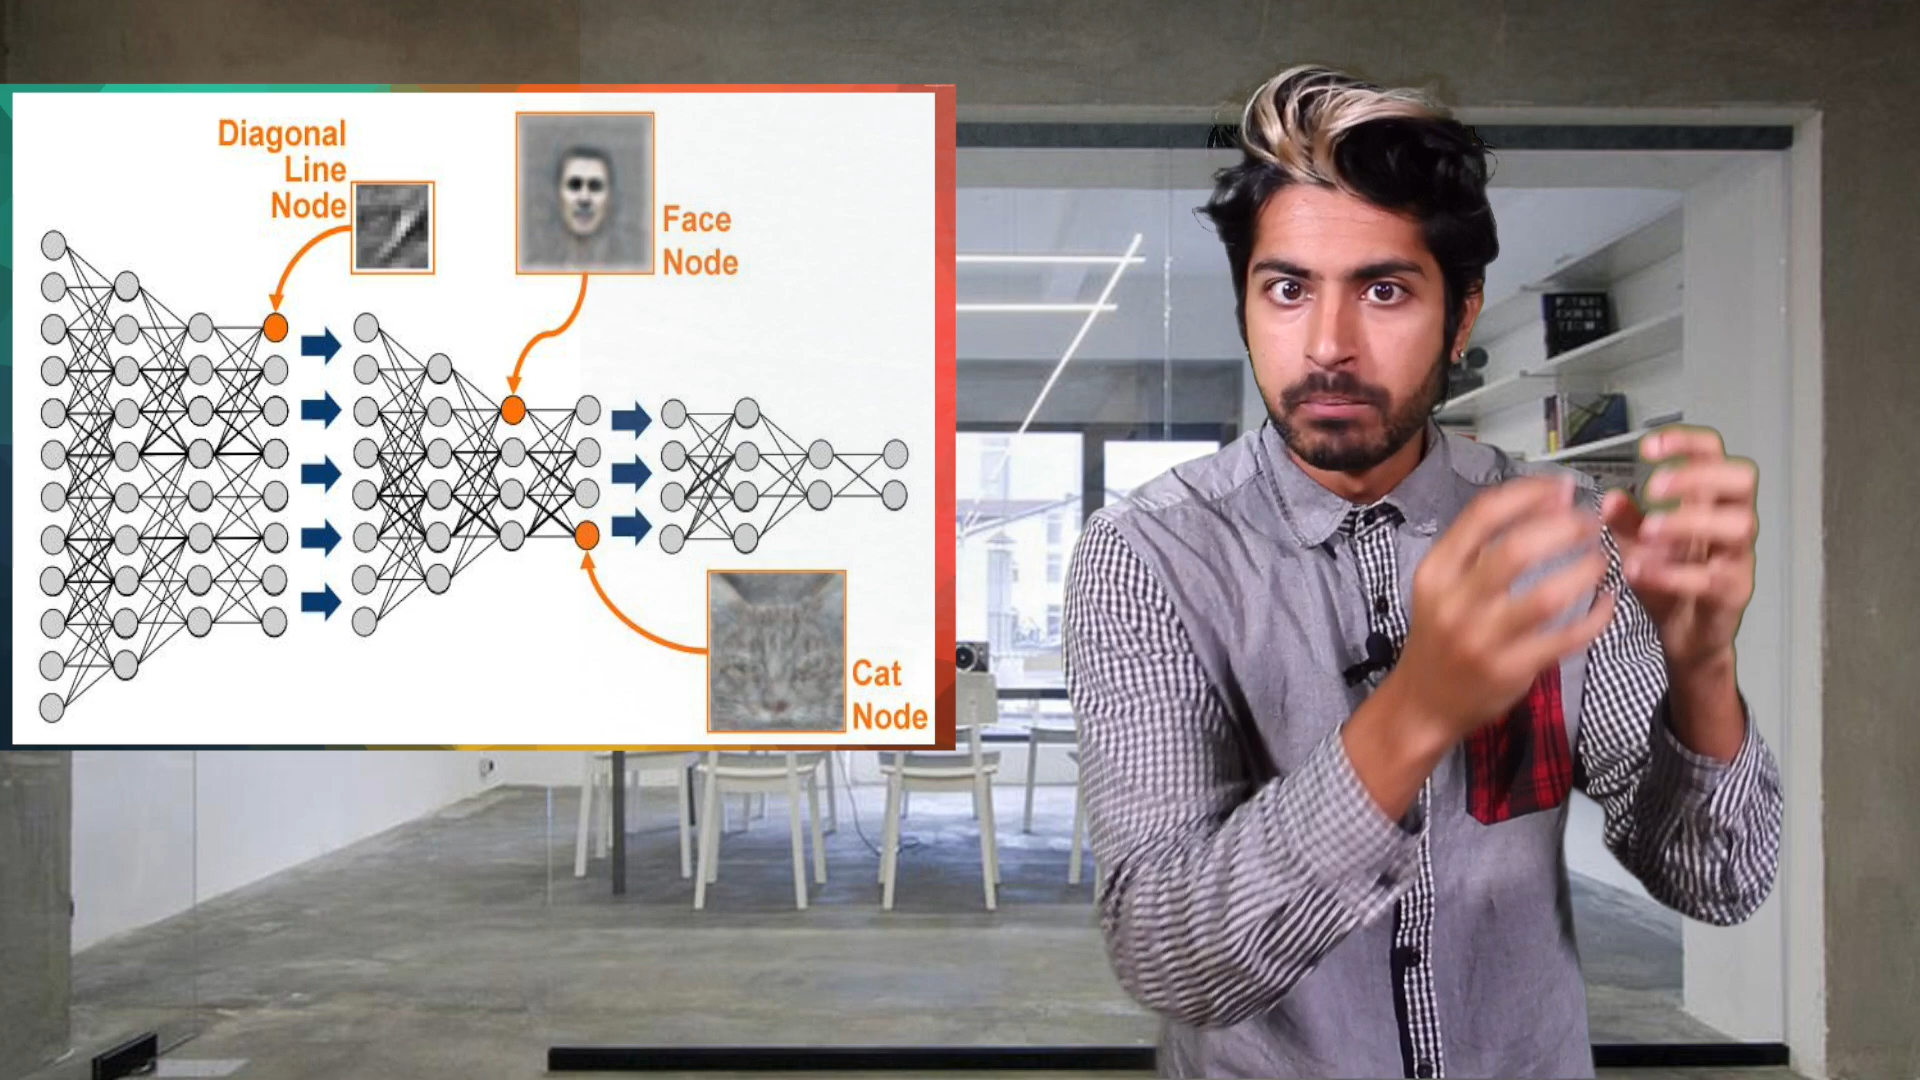 Diagonal
Line
Node
Face
Node
Cat
Node